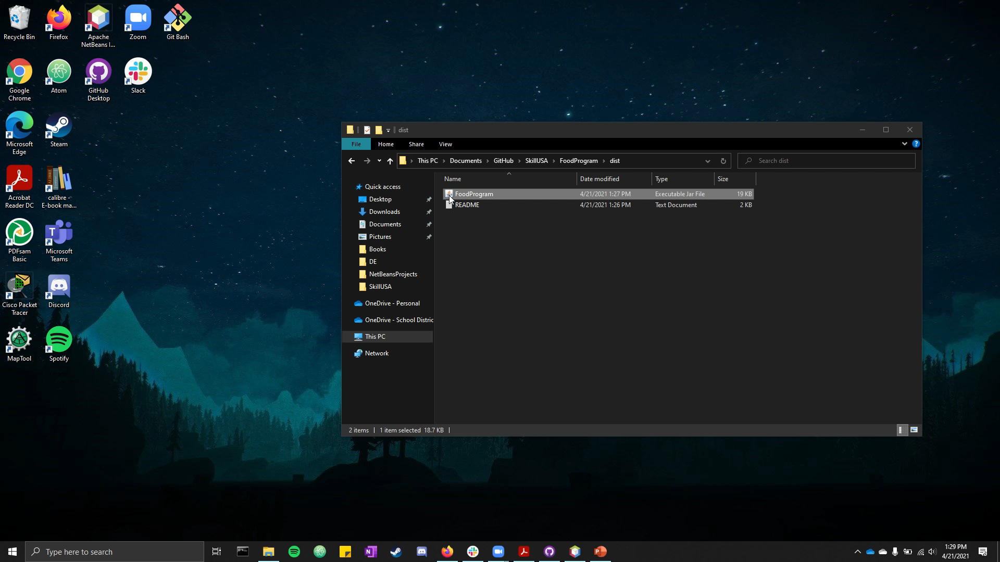 Recycle Bin
Firefox
Apache
NetBeans I...
Zoom
Git Bash
Google
Chrome
Atom
GitHub
Desktop
Slack
Microsoft
Edge
Steam
Acrobat
Reader DC
calibre -
E-book ma...
PDFsam
Basic
Microsoft
Teams
Cisco Packet
Tracer
Discord
MapTool
Spotify
dist
File Home Share View
This PC > Documents > GitHub > SkillUSA > FoodProgram > dist
Search dist
Name Date modified Type Size
FoodProgram 4/21/2021 1:27 PM Executable Jar File 19 KB
README 4/21/2021 1:26 PM Text Document 2 KB
Quick access
Desktop
Downloads
Documents
Pictures
Books
DE
NetBeansProjects
SkillUSA
OneDrive - Personal
OneDrive - School Distric
This PC
Network
2 items 1 item selected 18.7 KB
Type here to search
1:29 PM
4/21/2021